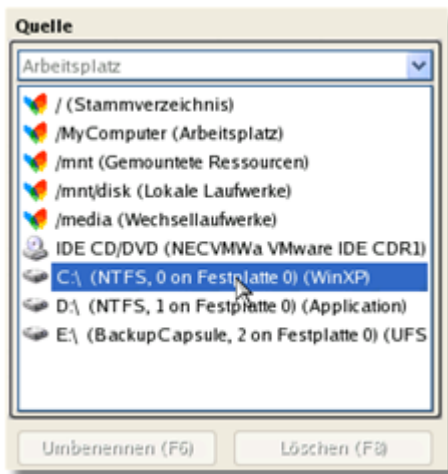 Quelle
Arbeitsplatz
/ (Stammverzeichnis)
/MyComputer (Arbeitsplatz)
/mnt (Gemountete Ressourcen)
/mnt/disk (Lokale Laufwerke)
/media (Wechsellaufwerke)
IDE CD/DVD (NECVMWa VMware IDE CDR1)
C:\ (NTFS, 0 on Festplatte 0) (WinXP)
D:\ (NTFS, 1 on Festplatte 0) (Application)
E:\ (BackupCapsule, 2 on Festplatte 0) (UFS
Umbenennen (F6) Löschen (F8)